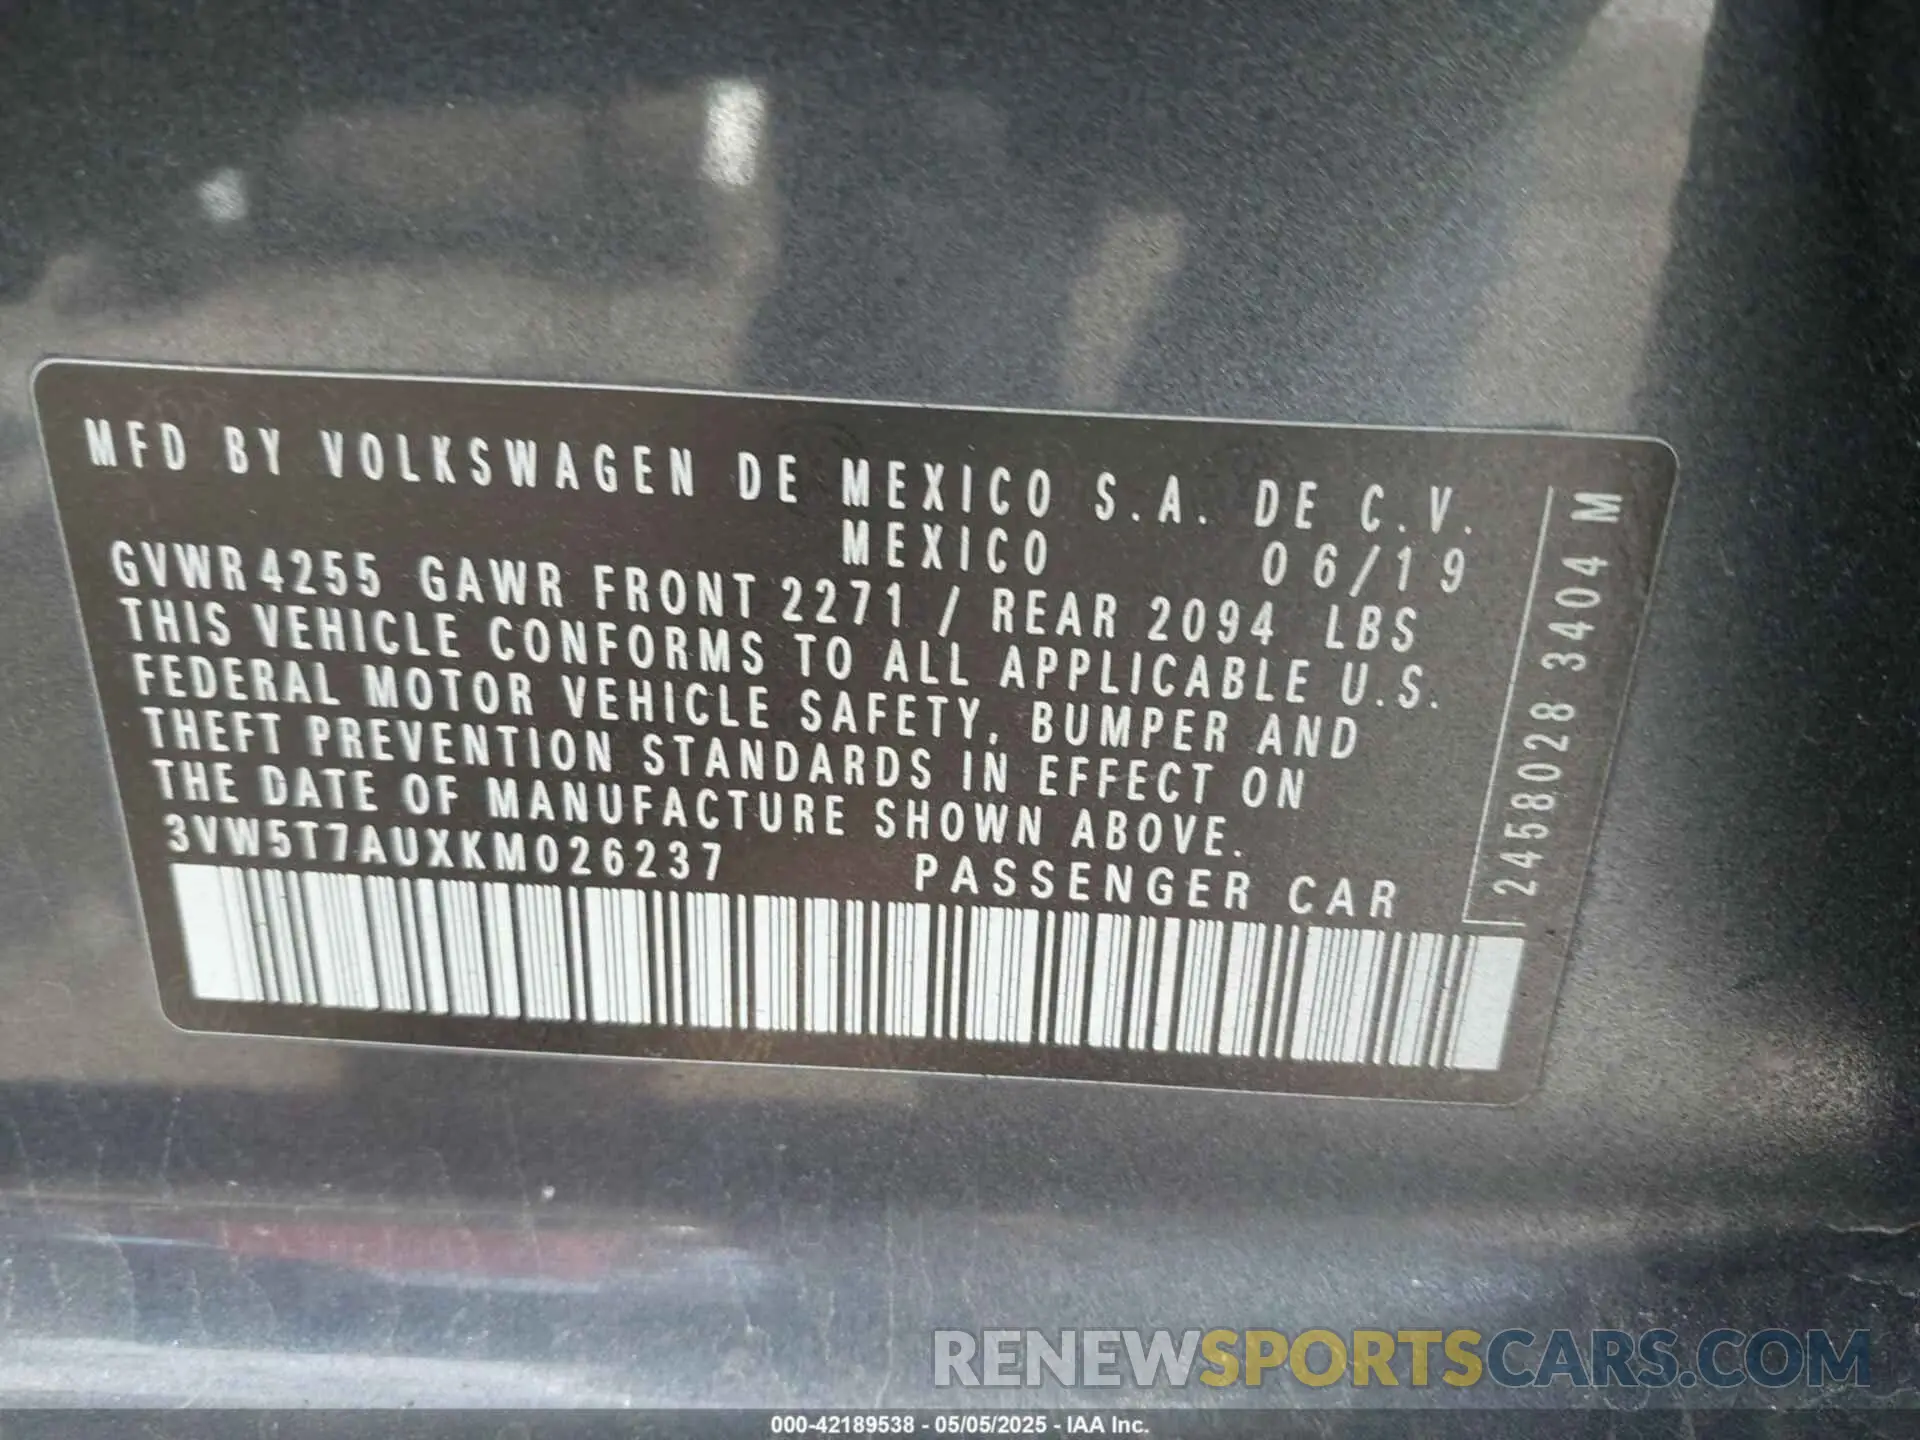 MFD BY VOLKSWAGEN DE MEXICO S.A. DE C.V.
MEXICO 06/19
GVWR 4255 GAWR FRONT 2271 / REAR 2094 LBS
THIS VEHICLE CONFORMS TO ALL APPLICABLE U.S.
FEDERAL MOTOR VEHICLE SAFETY, BUMPER AND
THEFT PREVENTION STANDARDS IN EFFECT ON
THE DATE OF MANUFACTURE SHOWN ABOVE.
3VW5T7AUXKM026237 PASSENGER CAR
2458028 3404 M
RENEWSPORTSCARS.COM
000-42189538 - 05/05/2025 - IAA Inc.